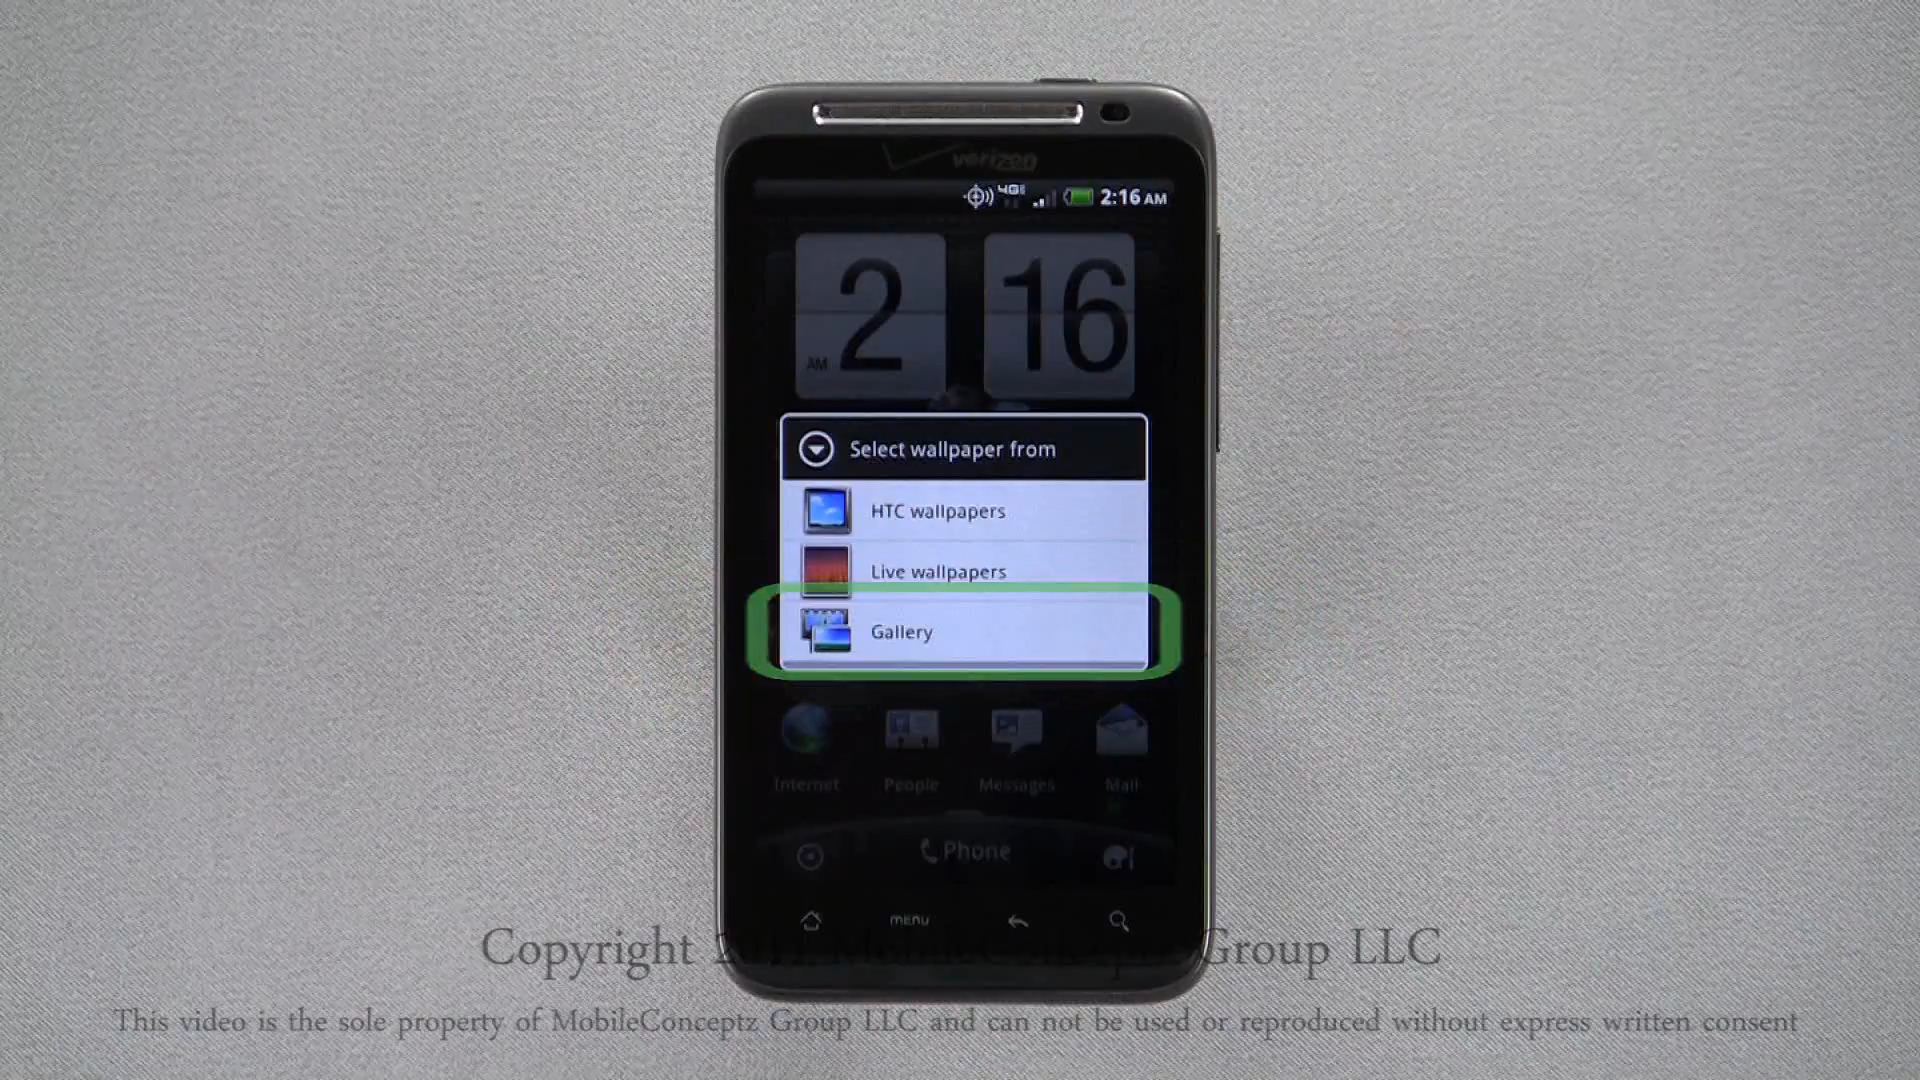 verizon
4G
2:16 AM
2 16
AM
Select wallpaper from
HTC wallpapers
Live wallpapers
Gallery
Internet People Messages Mail
Phone
MENU
Copyright Group LLC
This video is the sole property of MobileConceptz Group LLC and can not be used or reproduced without express written consent